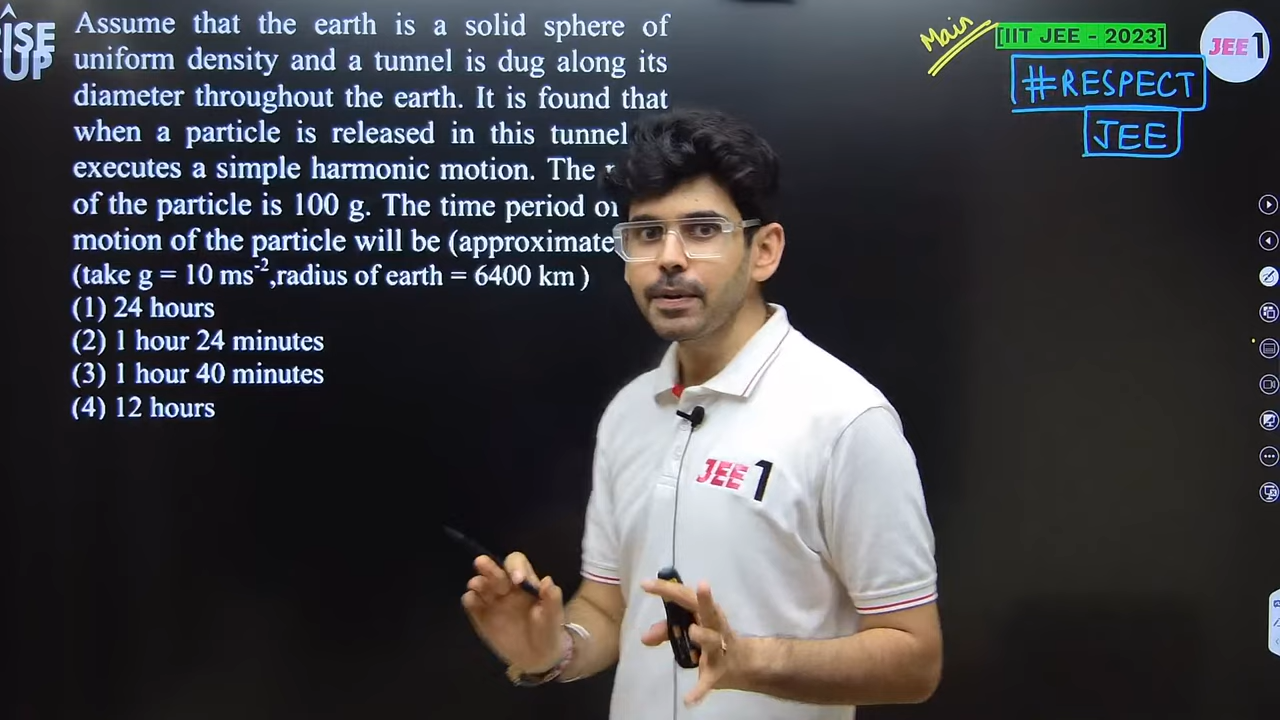 RISE
UP
Assume that the earth is a solid sphere of
uniform density and a tunnel is dug along its
diameter throughout the earth. It is found that
when a particle is released in this tunnel
executes a simple harmonic motion. The
of the particle is 100 g. The time period of
motion of the particle will be (approximate
(take g = 10 ms⁻²,radius of earth = 6400 km )
(1) 24 hours
(2) 1 hour 24 minutes
(3) 1 hour 40 minutes
(4) 12 hours
Main
[IIT JEE - 2023]
#RESPECT
JEE
JEE 1
JEE 1